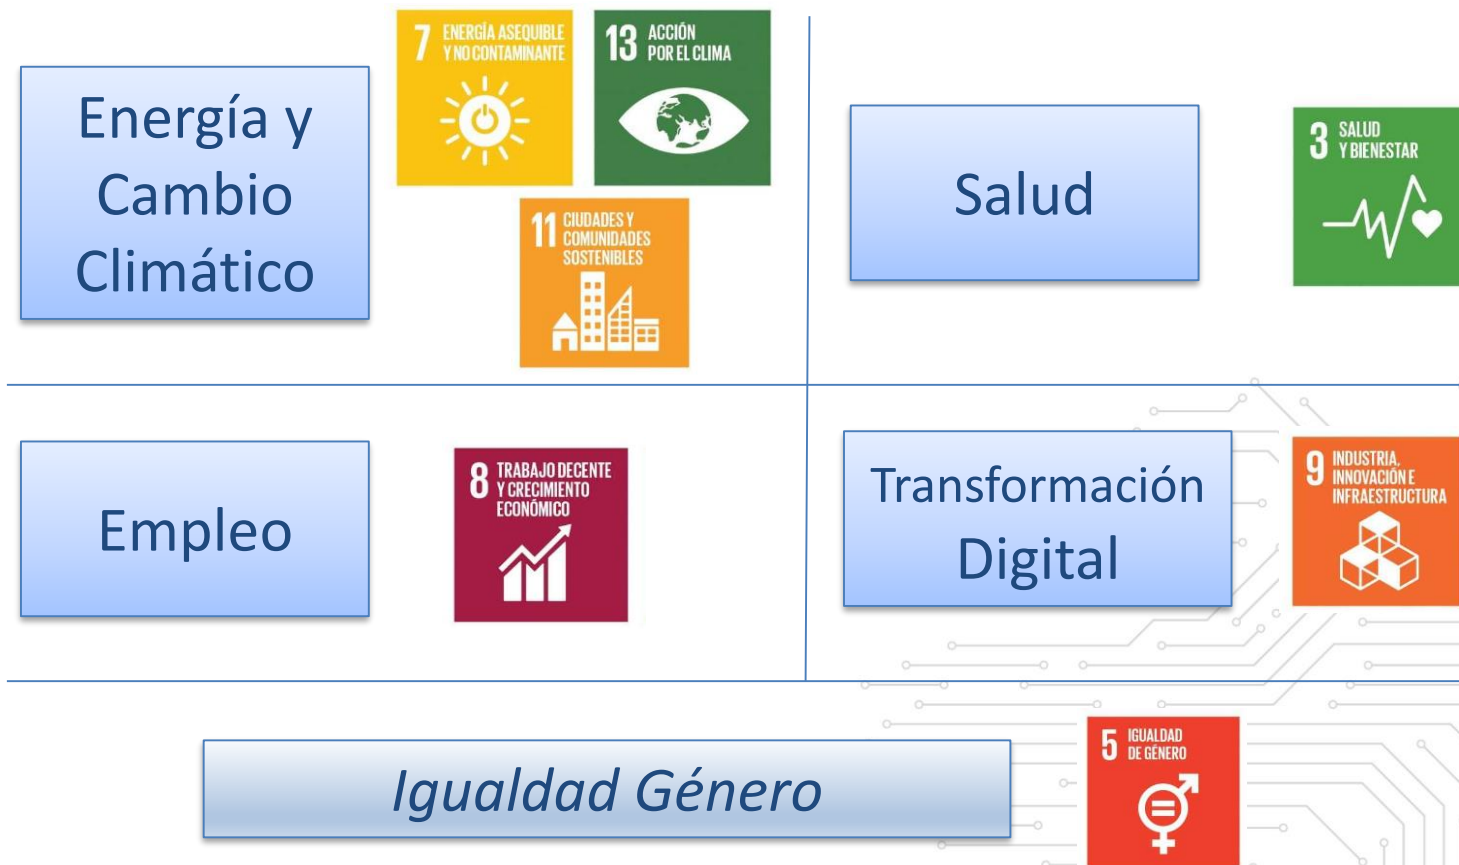 Energía y
Cambio
Climático
7 ENERGÍA ASEQUIBLE
Y NO CONTAMINANTE
13 ACCIÓN
POR EL CLIMA
11 CIUDADES Y
COMUNIDADES
SOSTENIBLES
Salud
3 SALUD
Y BIENESTAR
Empleo
8 TRABAJO DECENTE
Y CRECIMIENTO
ECONÓMICO
Transformación
Digital
9 INDUSTRIA,
INNOVACIÓN E
INFRAESTRUCTURA
Igualdad Género
5 IGUALDAD
DE GÉNERO